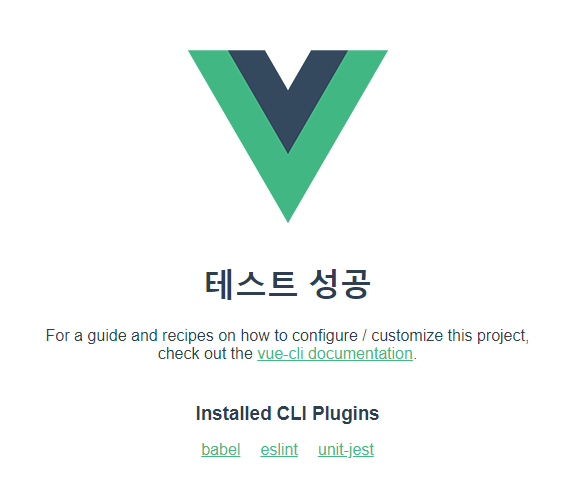 테스트 성공
For a guide and recipes on how to configure / customize this project,
check out the vue-cli documentation.
Installed CLI Plugins
babel eslint unit-jest